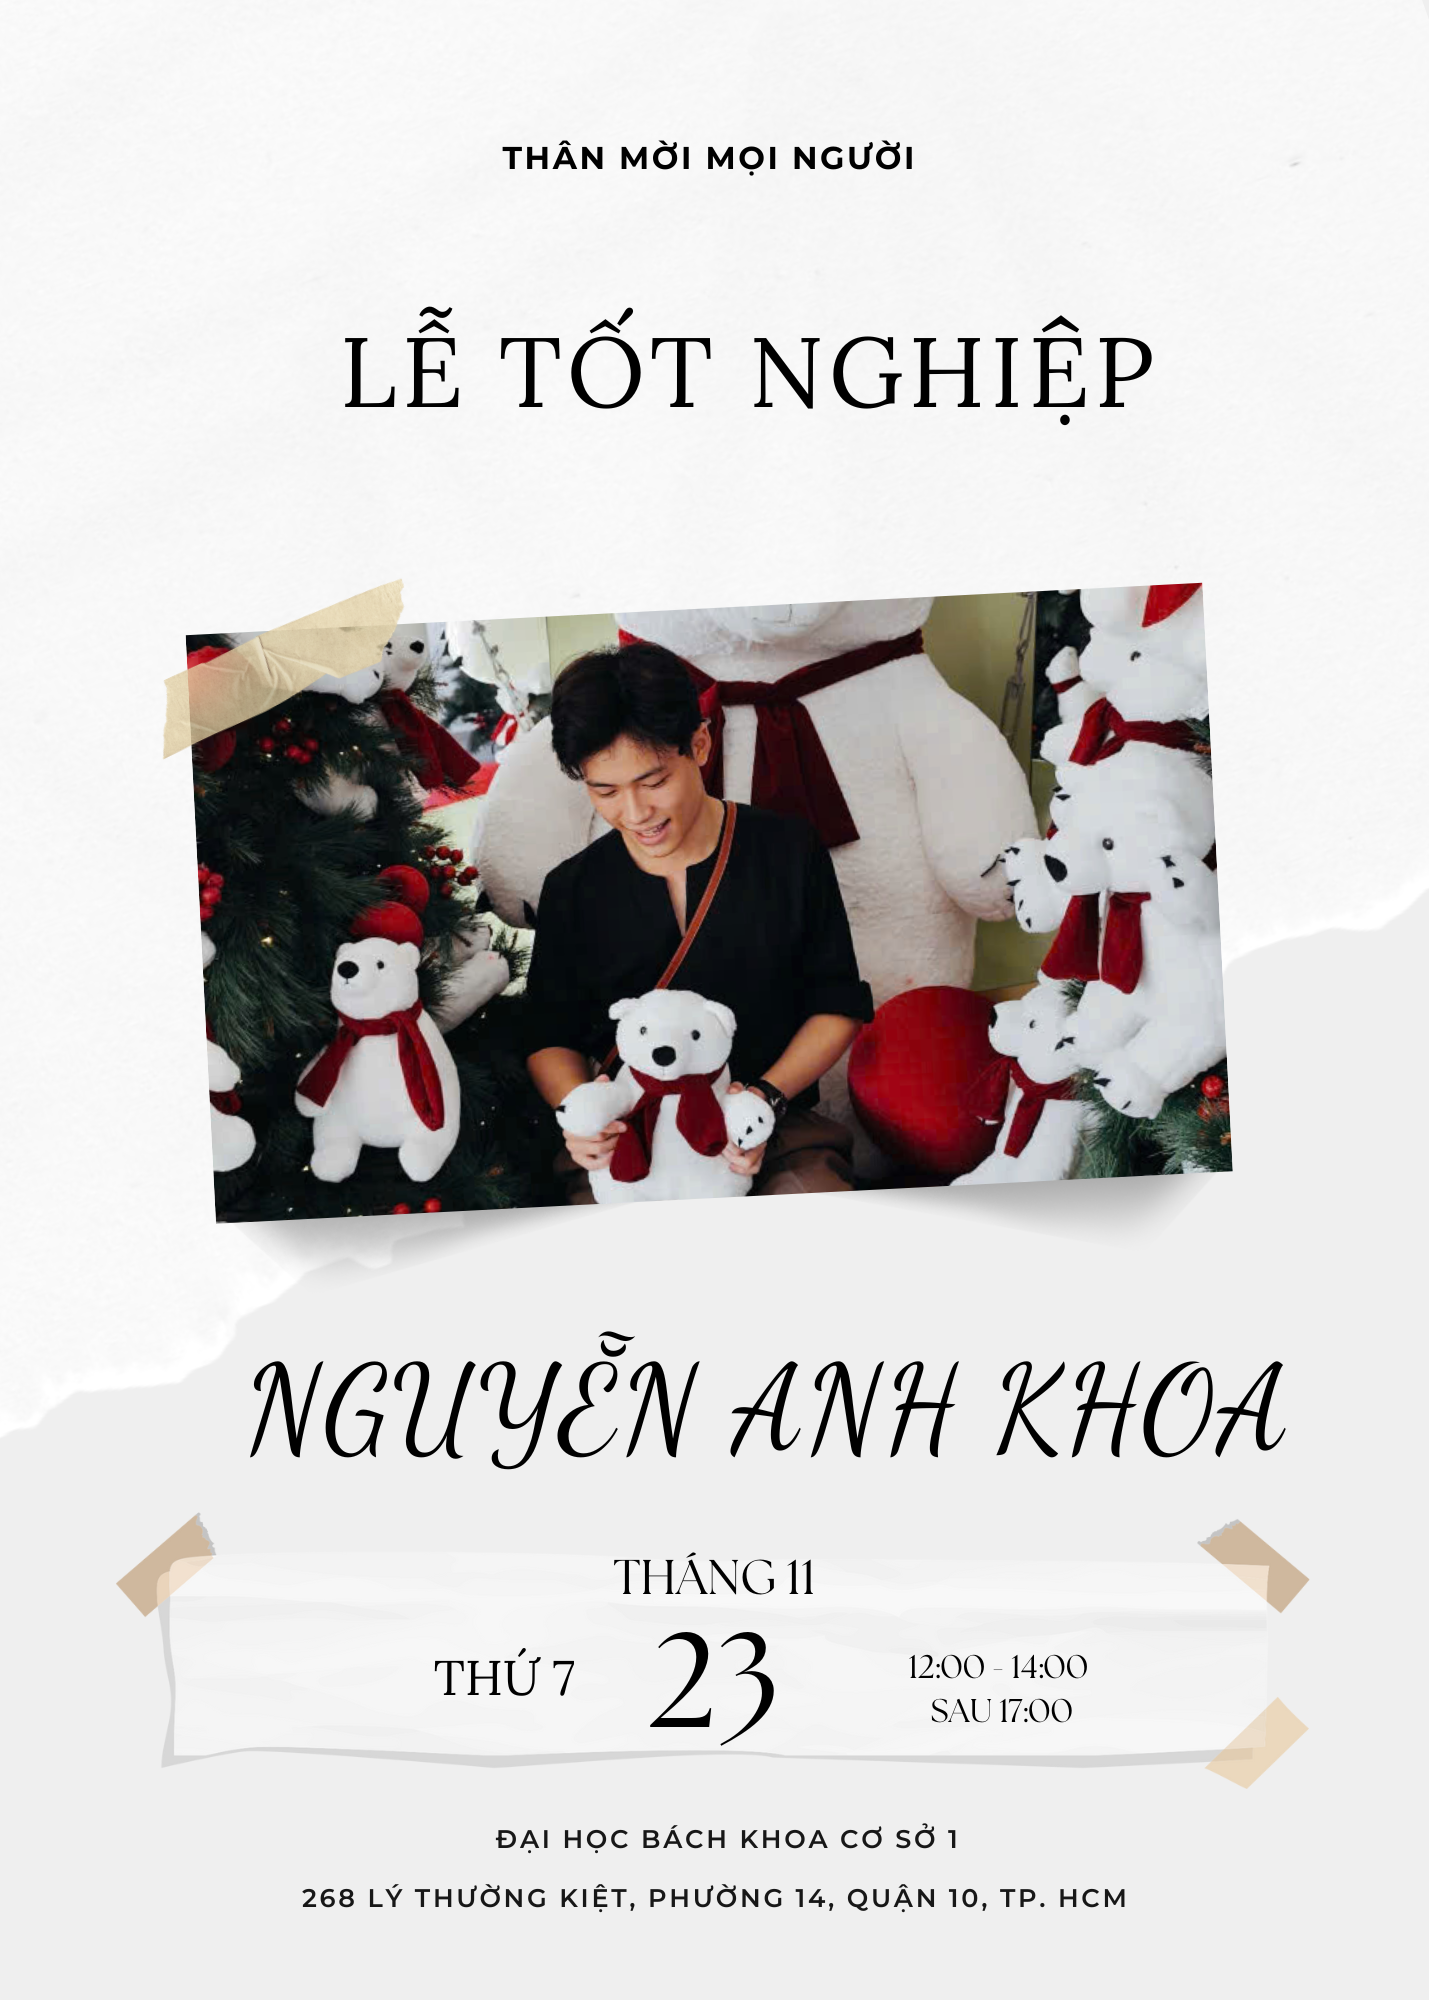 THÂN MỜI MỌI NGƯỜI
LỄ TỐT NGHIỆP
NGUYỄN ANH KHOA
THÁNG 11
THỨ 7
23
12:00 - 14:00
SAU 17:00
ĐẠI HỌC BÁCH KHOA CƠ SỞ 1
268 LÝ THƯỜNG KIỆT, PHƯỜNG 14, QUẬN 10, TP. HCM